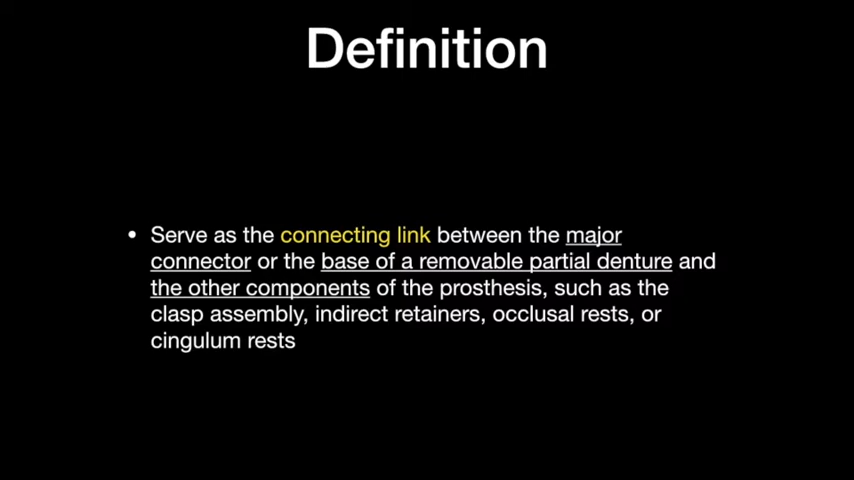 Definition
• Serve as the connecting link between the major
connector or the base of a removable partial denture and
the other components of the prosthesis, such as the
clasp assembly, indirect retainers, occlusal rests, or
cingulum rests